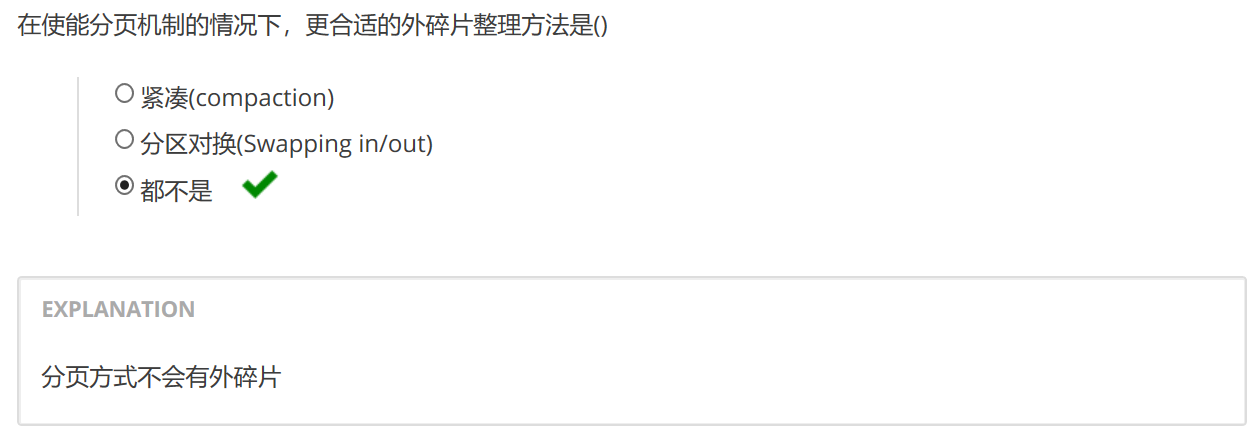 在使能分页机制的情况下，更合适的外碎片整理方法是()
紧凑(compaction)
分区对换(Swapping in/out)
都不是
EXPLANATION
分页方式不会有外碎片